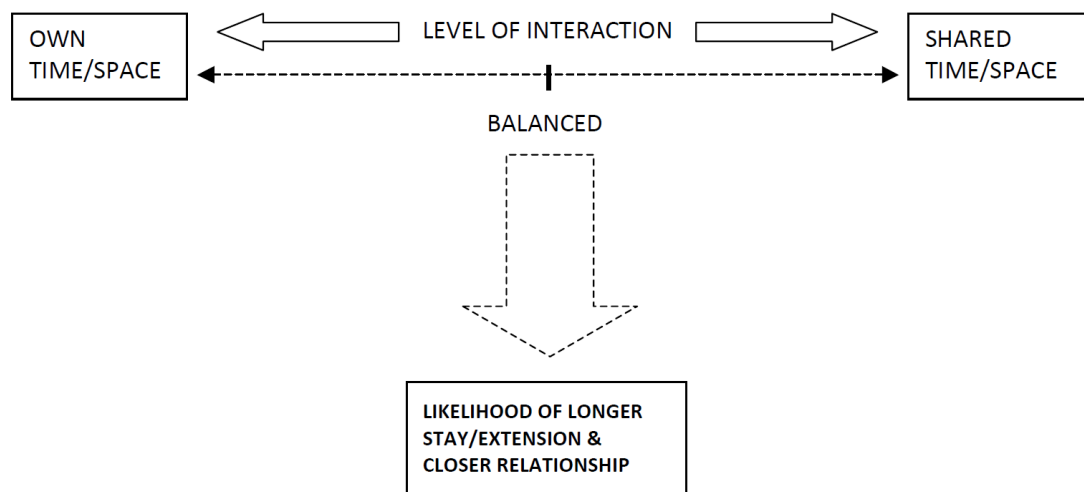 OWN
TIME/SPACE
LEVEL OF INTERACTION
SHARED
TIME/SPACE
BALANCED
LIKELIHOOD OF LONGER
STAY/EXTENSION &
CLOSER RELATIONSHIP